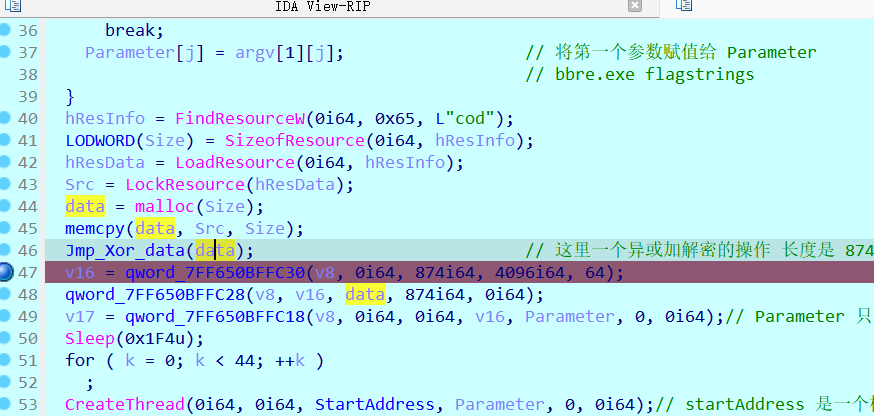 IDA View-RIP
36 break;
37 Parameter[j] = argv[1][j]; // 将第一个参数赋值给 Parameter
38 // bbre.exe flagstrings
39 }
40 hResInfo = FindResourceW(0i64, 0x65, L"cod");
41 LODWORD(Size) = SizeofResource(0i64, hResInfo);
42 hResData = LoadResource(0i64, hResInfo);
43 Src = LockResource(hResData);
44 data = malloc(Size);
45 memcpy(data, Src, Size);
46 Jmp_Xor_data(data); // 这里一个异或加解密的操作 长度是 874
47 v16 = qword_7FF650BFFC30(v8, 0i64, 874i64, 4096i64, 64);
48 qword_7FF650BFFC28(v8, v16, data, 874i64, 0i64);
49 v17 = qword_7FF650BFFC18(v8, 0i64, 0i64, v16, Parameter, 0, 0i64);// Parameter 只
50 Sleep(0x1F4u);
51 for ( k = 0; k < 44; ++k )
52 ;
53 CreateThread(0i64, 0i64, StartAddress, Parameter, 0, 0i64);// startAddress 是一个